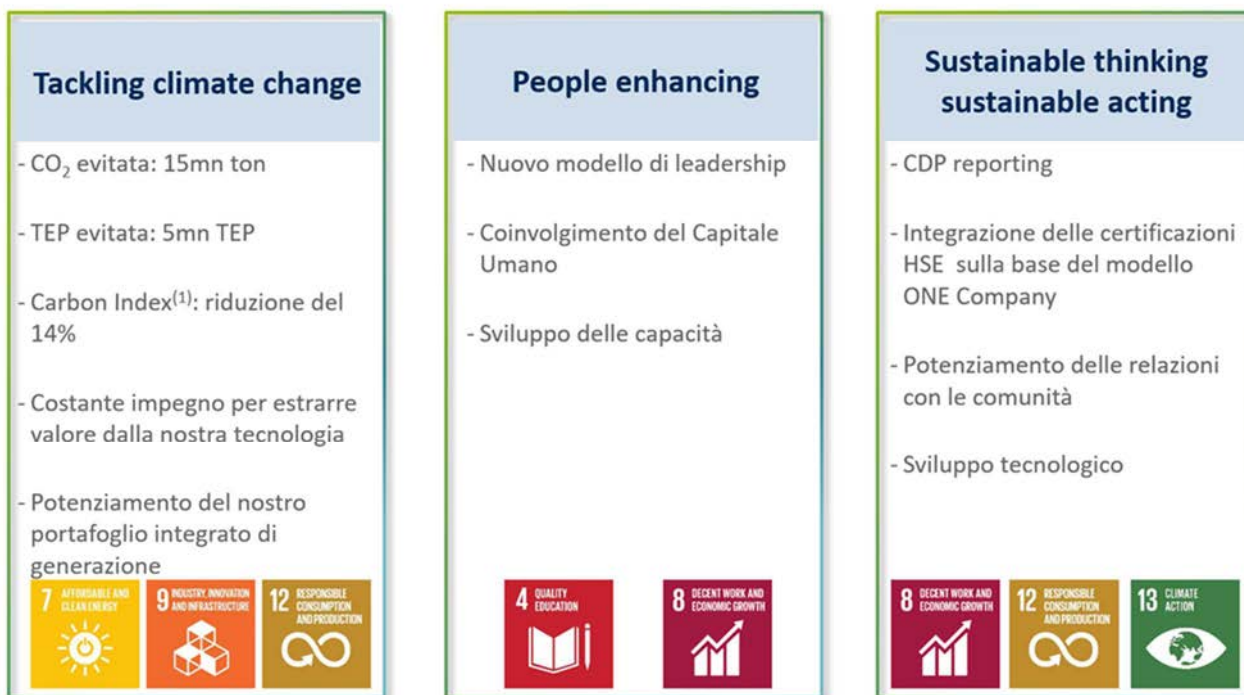 Tackling climate change
- CO₂ evitata: 15mn ton
- TEP evitata: 5mn TEP
- Carbon Index⁽¹⁾: riduzione del
14%
- Costante impegno per estrarre
valore dalla nostra tecnologia
- Potenziamento del nostro
portafoglio integrato di
generazione
7 AFFORDABLE AND
CLEAN ENERGY
9 INDUSTRY, INNOVATION
AND INFRASTRUCTURE
12 RESPONSIBLE
CONSUMPTION
AND PRODUCTION
People enhancing
- Nuovo modello di leadership
- Coinvolgimento del Capitale
Umano
- Sviluppo delle capacità
4 QUALITY
EDUCATION
8 DECENT WORK AND
ECONOMIC GROWTH
Sustainable thinking
sustainable acting
- CDP reporting
- Integrazione delle certificazioni
HSE sulla base del modello
ONE Company
- Potenziamento delle relazioni
con le comunità
- Sviluppo tecnologico
8 DECENT WORK AND
ECONOMIC GROWTH
12 RESPONSIBLE
CONSUMPTION
AND PRODUCTION
13 CLIMATE
ACTION